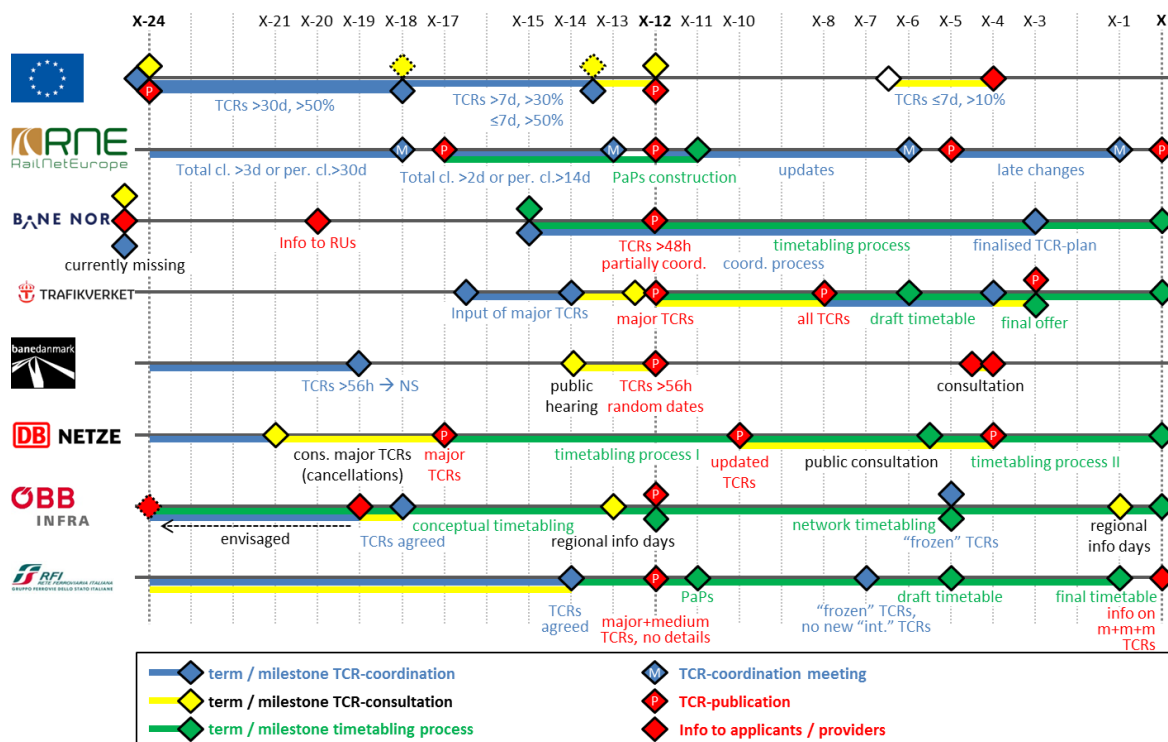 X-24 X-21 X-20 X-19 X-18 X-17 X-15 X-14 X-13 X-12 X-11 X-10 X-8 X-7 X-6 X-5 X-4 X-3 X-1 X
P P P
TCRs >30d, >50%
TCRs >7d, >30%
≤7d, >50%
TCRs ≤7d, >10%
RNE
RailNetEurope
M P M P M P M P
Total cl. >3d or per. cl.>30d
Total cl. >2d or per. cl.>14d
PaPs construction
updates
late changes
BANE NOR
currently missing
Info to RUs
P
TCRs >48h
partially coord.
timetabling process
coord. process
finalised TCR-plan
TRAFIKVERKET
P P P
Input of major TCRs
major TCRs
all TCRs
draft timetable
final offer
banedanmark
P
TCRs >56h → NS
public
hearing
TCRs >56h
random dates
consultation
DB NETZE
P P P
cons. major TCRs
(cancellations)
major
TCRs
timetabling process I
updated
TCRs
public consultation
timetabling process II
ÖBB
INFRA
P
envisaged
TCRs agreed
conceptual timetabling
regional info days
network timetabling
"frozen" TCRs
regional
info days
RFI
RETE FERROVIARIA ITALIANA
GRUPPO FERROVIE DELLO STATO ITALIANE
P
TCRs
agreed
major+medium
TCRs, no details
PaPs
"frozen" TCRs,
no new "int." TCRs
draft timetable
final timetable
info on
m+m+m
TCRs
term / milestone TCR-coordination
M TCR-coordination meeting
term / milestone TCR-consultation
P TCR-publication
term / milestone timetabling process
Info to applicants / providers